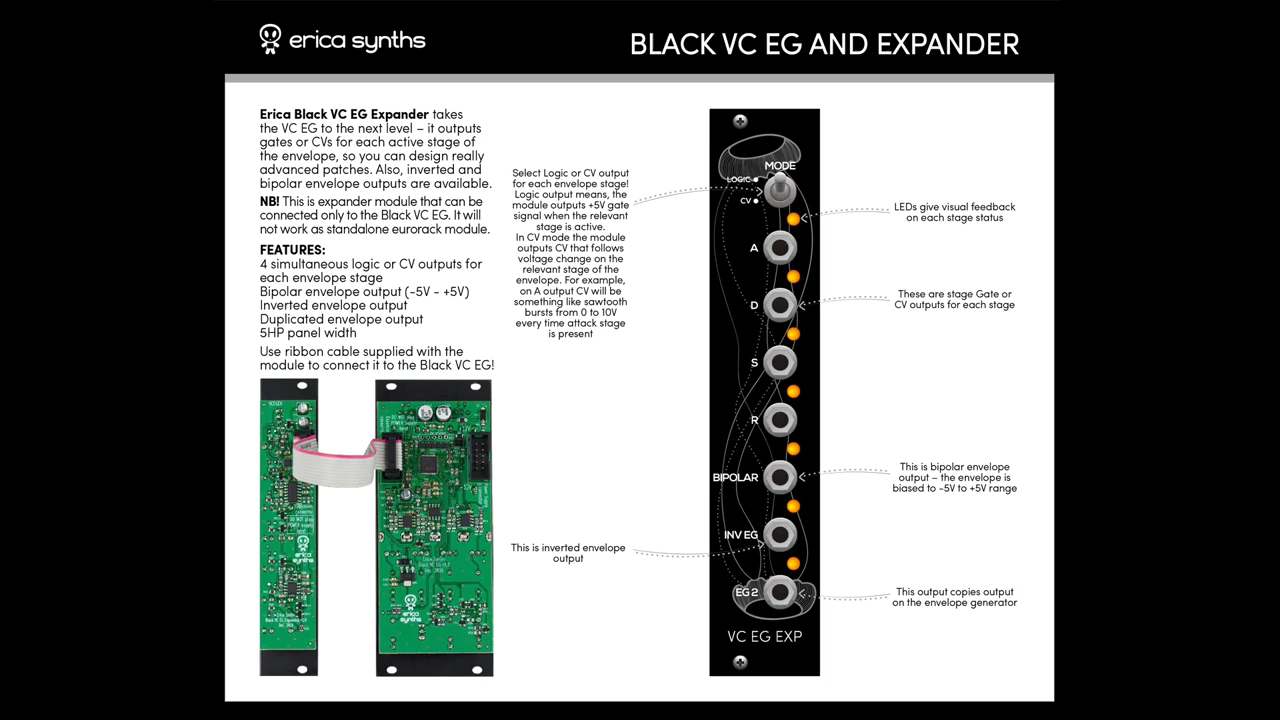 erica synths
BLACK VC EG AND EXPANDER
Erica Black VC EG Expander takes
the VC EG to the next level – it outputs
gates or CVs for each active stage of
the envelope, so you can design really
advanced patches. Also, inverted and
bipolar envelope outputs are available.
NB! This is expander module that can be
connected only to the Black VC EG. It will
not work as standalone eurorack module.
FEATURES:
4 simultaneous logic or CV outputs for
each envelope stage
Bipolar envelope output (-5V - +5V)
Inverted envelope output
Duplicated envelope output
5HP panel width
Use ribbon cable supplied with the
module to connect it to the Black VC EG!
erica
synths
erica
synths
Select Logic or CV output
for each envelope stage!
Logic output means, the
module outputs +5V gate
signal when the relevant
stage is active.
In CV mode the module
outputs CV that follows
voltage change on the
relevant stage of the
envelope. For example,
on A output CV will be
something like sawtooth
bursts from 0 to 10V
every time attack stage
is present
This is inverted envelope
output
MODE
LOGIC
CV
A
D
S
R
BIPOLAR
INV EG
EG 2
VC EG EXP
LEDs give visual feedback
on each stage status
These are stage Gate or
CV outputs for each stage
This is bipolar envelope
output – the envelope is
biased to -5V to +5V range
This output copies output
on the envelope generator